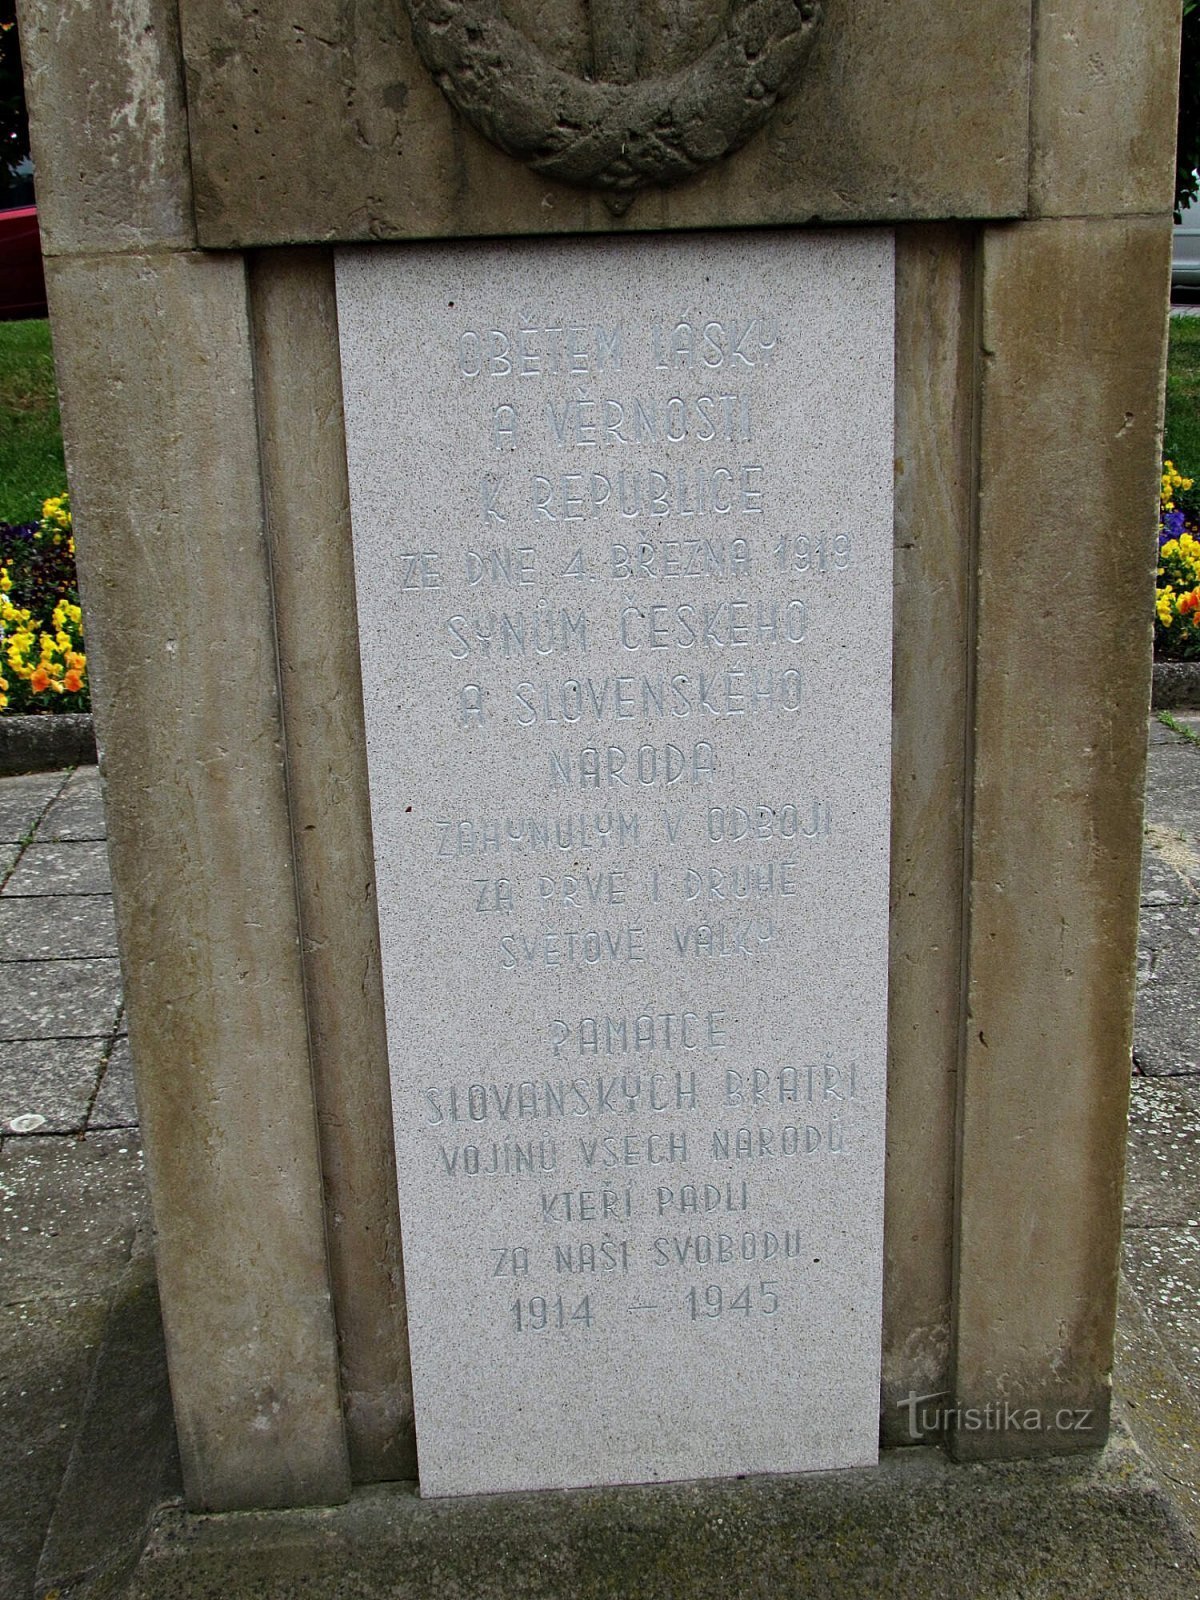 OBĚTEM LÁSKY
A VĚRNOSTI
K REPUBLICE
ZE DNE 4. BŘEZNA 1919
SYNŮM ČESKÉHO
A SLOVENSKÉHO
NÁRODA
ZAHYNULÝM V ODBOJI
ZA PRVÉ I DRUHÉ
SVĚTOVÉ VÁLKY
PAMÁTCE
SLOVANSKÝCH BRATŘÍ
VOJÍNŮ VŠECH NÁRODŮ
KTEŘÍ PADLI
ZA NAŠI SVOBODU
1914 — 1945
Turistika.cz